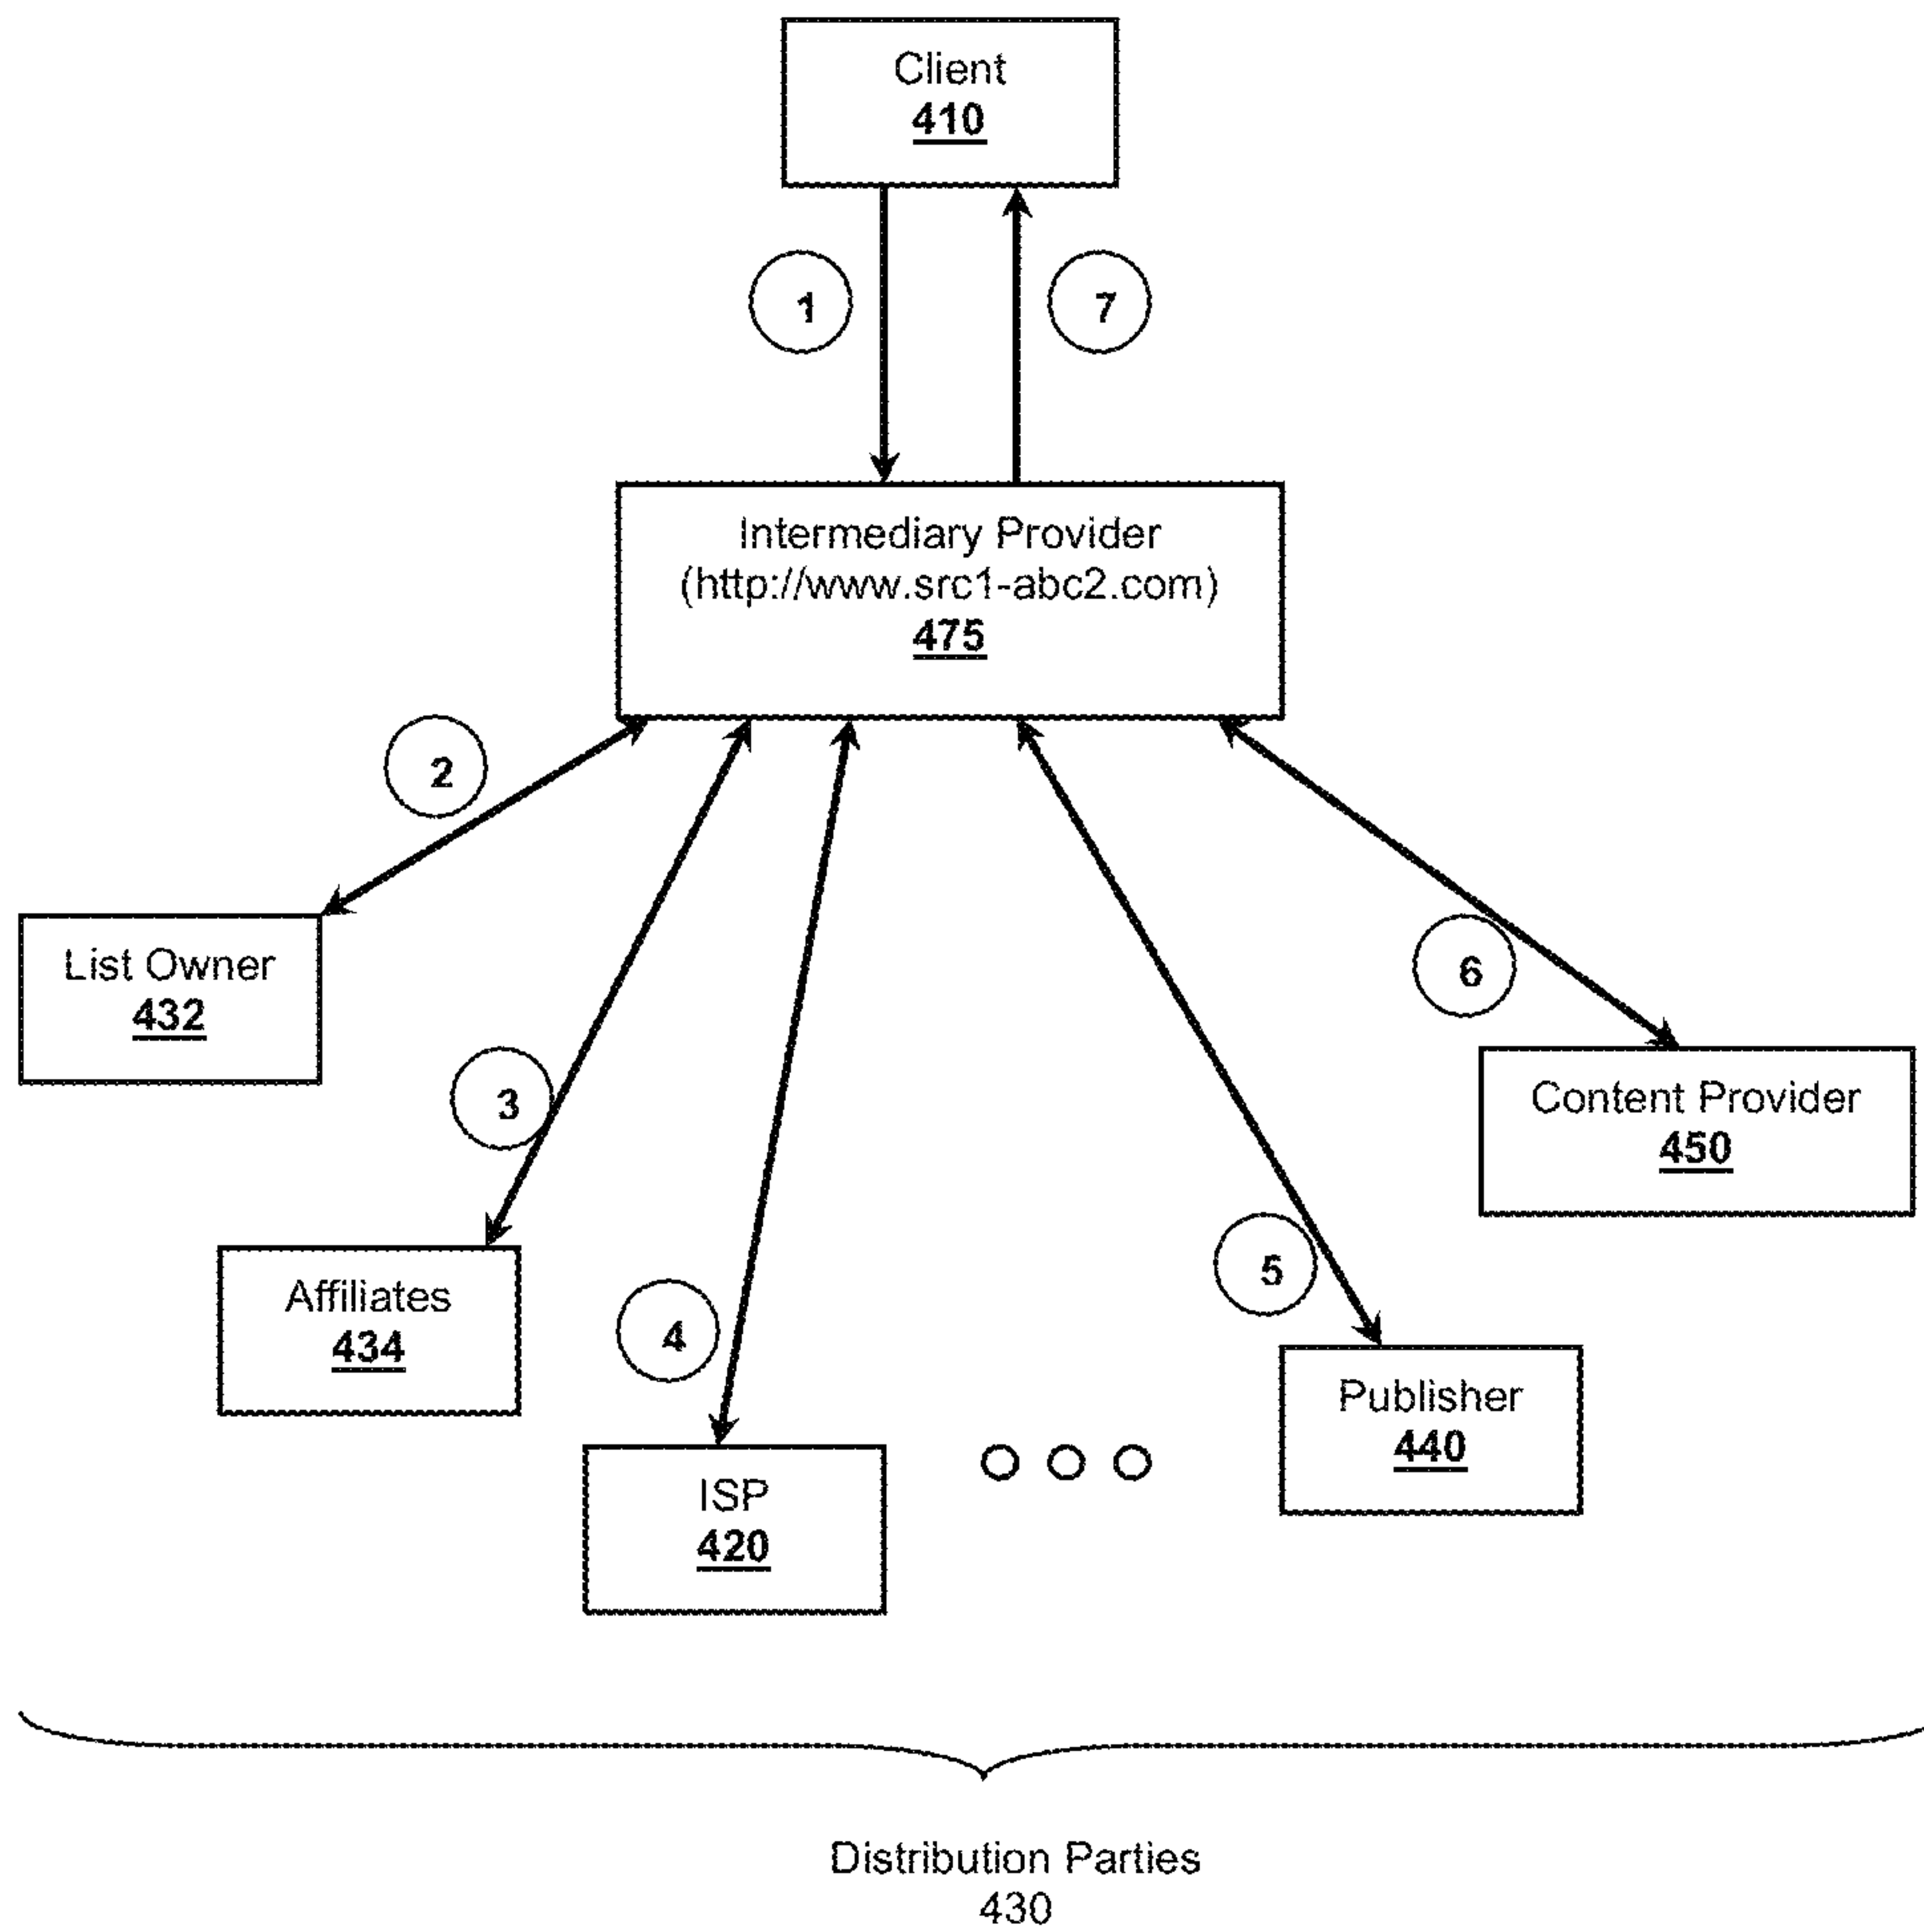 Client
410
1
7
Intermediary Provider
(http://www.src1-abc2.com)
475
2
List Owner
432
6
Content Provider
450
3
Affiliates
434
4
5
Publisher
440
ISP
420
Distribution Parties
430